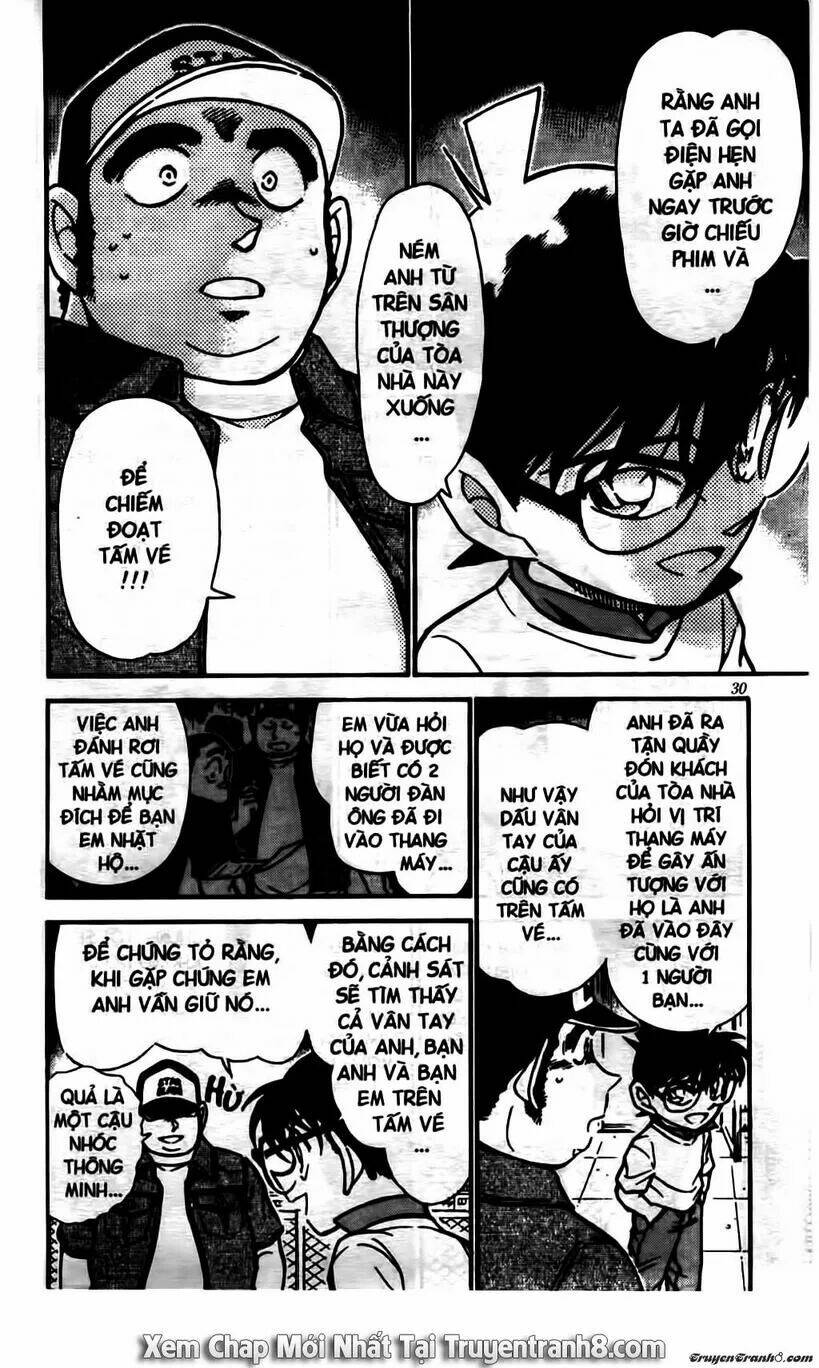 RẰNG ANH
TA ĐÃ GỌI
ĐIỆN HẸN
GẶP ANH
NGAY TRƯỚC
GIỜ CHIẾU
PHIM VÀ
...
NÉM
ANH TỪ
TRÊN SÂN
THƯỢNG
CỦA TÒA
NHÀ NÀY
XUỐNG
...
ĐỂ
CHIẾM
ĐOẠT
TẤM VÉ
!!!
30
ANH ĐÃ RA
TẬN QUẦY
ĐÓN KHÁCH
CỦA TÒA NHÀ
HỎI VỊ TRÍ
THANG MÁY
ĐỂ GÂY ẤN
TƯỢNG VỚI
HỌ LÀ ANH
ĐÃ VÀO ĐÂY
CÙNG VỚI
1 NGƯỜI
BẠN...
NHƯ VẬY
DẤU VÂN
TAY CỦA
CẬU ẤY
CŨNG CÓ
TRÊN TẤM
VÉ...
EM VỪA HỎI
HỌ VÀ ĐƯỢC
BIẾT CÓ 2
NGƯỜI ĐÀN
ÔNG ĐÃ ĐI
VÀO THANG
MÁY...
VIỆC ANH
ĐÁNH RƠI
TẤM VÉ CŨNG
NHẰM MỤC
ĐÍCH ĐỂ BẠN
EM NHẶT
HỘ...
BẰNG CÁCH
ĐÓ, CẢNH SÁT
SẼ TÌM THẤY
CẢ VÂN TAY
CỦA ANH, BẠN
ANH VÀ BẠN
EM TRÊN
TẤM VÉ
...
ĐỂ CHỨNG TỎ RẰNG,
KHI GẶP CHÚNG EM
ANH VẪN GIỮ NÓ...
HỪ
QUẢ LÀ
MỘT CẬU
NHÓC
THÔNG
MINH...
Xem Chap Mới Nhất Tại Truyentranh8.com
TruyenTranh8.com